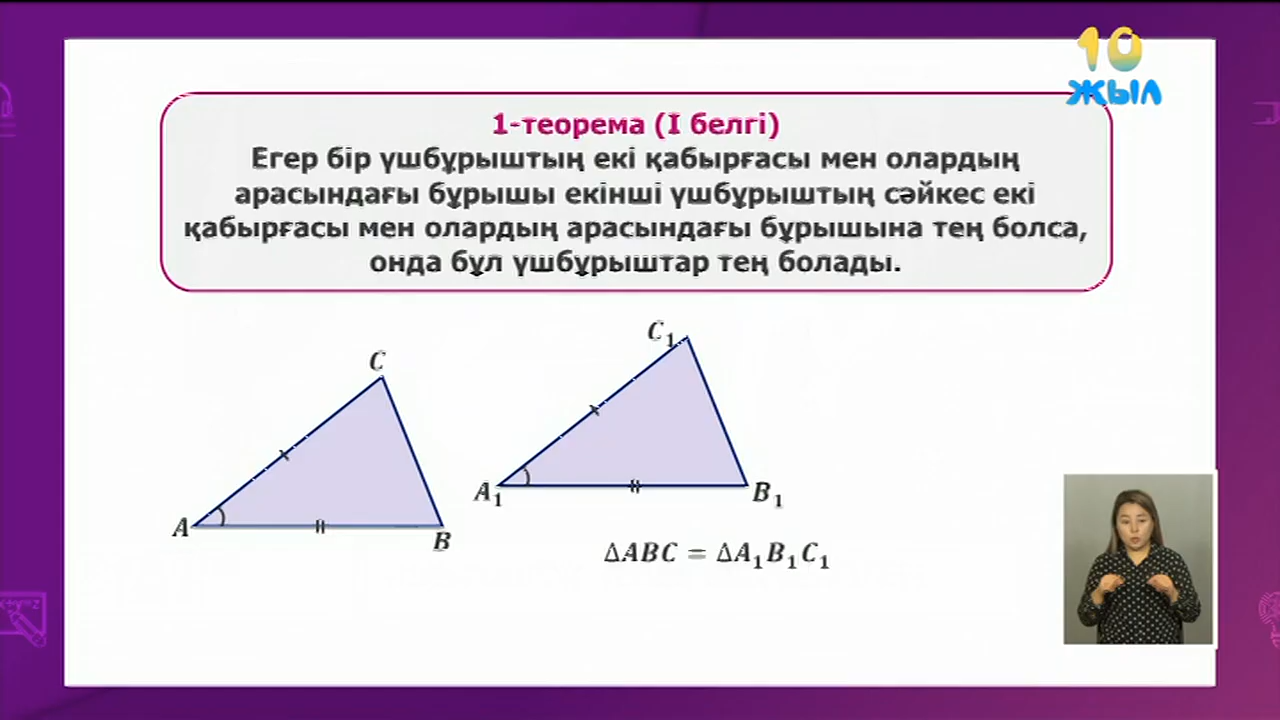 10
ЖЫЛ
1-теорема (I белгі)
Егер бір үшбұрыштың екі қабырғасы мен олардың
арасындағы бұрышы екінші үшбұрыштың сәйкес екі
қабырғасы мен олардың арасындағы бұрышына тең болса,
онда бұл үшбұрыштар тең болады.
C
A
B
C₁
A₁
B₁
ΔABC = ΔA₁B₁C₁
x+y=z